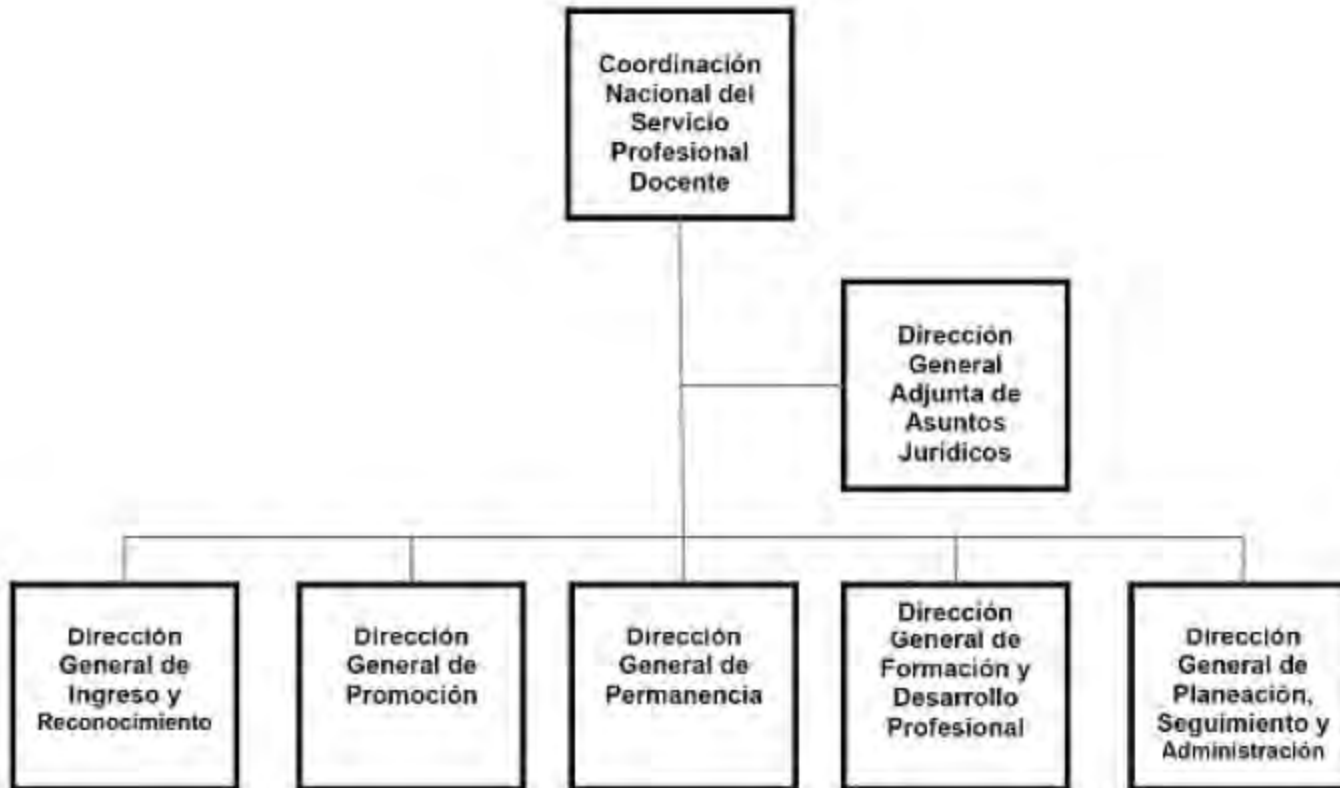 Coordinación
Nacional del
Servicio
Profesional
Docente
Dirección
General
Adjunta de
Asuntos
Jurídicos
Dirección
General de
Ingreso y
Reconocimiento
Dirección
General de
Promoción
Dirección
General de
Permanencia
Dirección
General de
Formación y
Desarrollo
Profesional
Dirección
General de
Planeación,
Seguimiento y
Administración